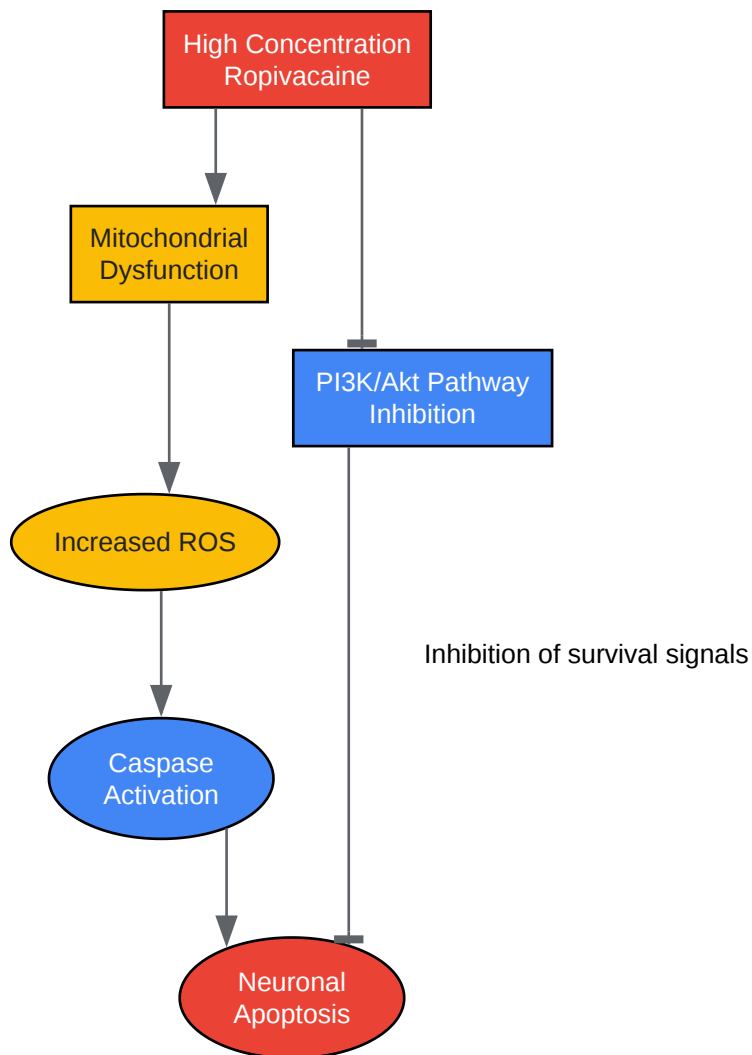 High Concentration
Ropivacaine
Mitochondrial
Dysfunction
PI3K/Akt Pathway
Inhibition
Increased ROS
Inhibition of survival signals
Caspase
Activation
Neuronal
Apoptosis